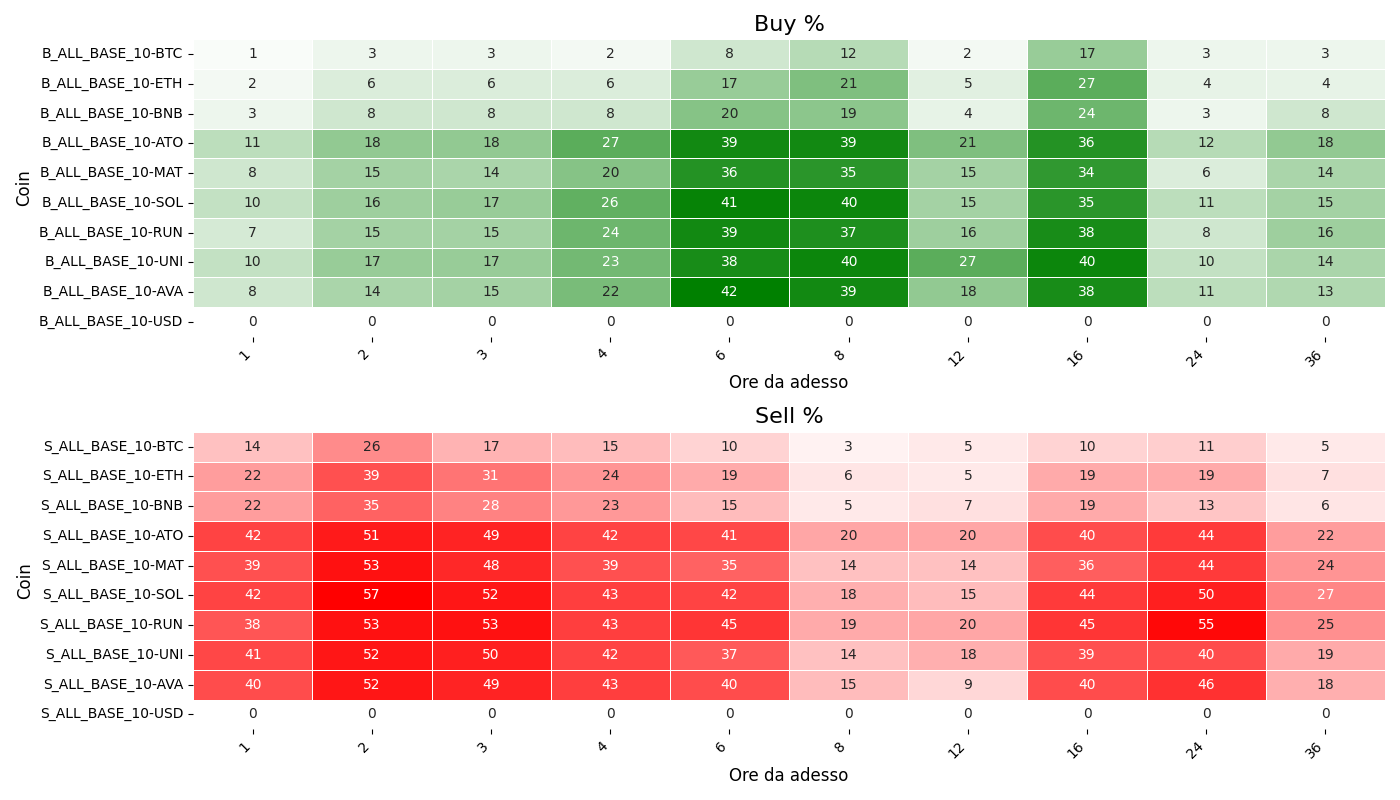 Buy %
Coin
B_ALL_BASE_10-BTC 1 3 3 2 8 12 2 17 3 3
B_ALL_BASE_10-ETH 2 6 6 6 17 21 5 27 4 4
B_ALL_BASE_10-BNB 3 8 8 8 20 19 4 24 3 8
B_ALL_BASE_10-ATO 11 18 18 27 39 39 21 36 12 18
B_ALL_BASE_10-MAT 8 15 14 20 36 35 15 34 6 14
B_ALL_BASE_10-SOL 10 16 17 26 41 40 15 35 11 15
B_ALL_BASE_10-RUN 7 15 15 24 39 37 16 38 8 16
B_ALL_BASE_10-UNI 10 17 17 23 38 40 27 40 10 14
B_ALL_BASE_10-AVA 8 14 15 22 42 39 18 38 11 13
B_ALL_BASE_10-USD 0 0 0 0 0 0 0 0 0 0
1 2 3 4 6 8 12 16 24 36
Ore da adesso
Sell %
Coin
S_ALL_BASE_10-BTC 14 26 17 15 10 3 5 10 11 5
S_ALL_BASE_10-ETH 22 39 31 24 19 6 5 19 19 7
S_ALL_BASE_10-BNB 22 35 28 23 15 5 7 19 13 6
S_ALL_BASE_10-ATO 42 51 49 42 41 20 20 40 44 22
S_ALL_BASE_10-MAT 39 53 48 39 35 14 14 36 44 24
S_ALL_BASE_10-SOL 42 57 52 43 42 18 15 44 50 27
S_ALL_BASE_10-RUN 38 53 53 43 45 19 20 45 55 25
S_ALL_BASE_10-UNI 41 52 50 42 37 14 18 39 40 19
S_ALL_BASE_10-AVA 40 52 49 43 40 15 9 40 46 18
S_ALL_BASE_10-USD 0 0 0 0 0 0 0 0 0 0
1 2 3 4 6 8 12 16 24 36
Ore da adesso